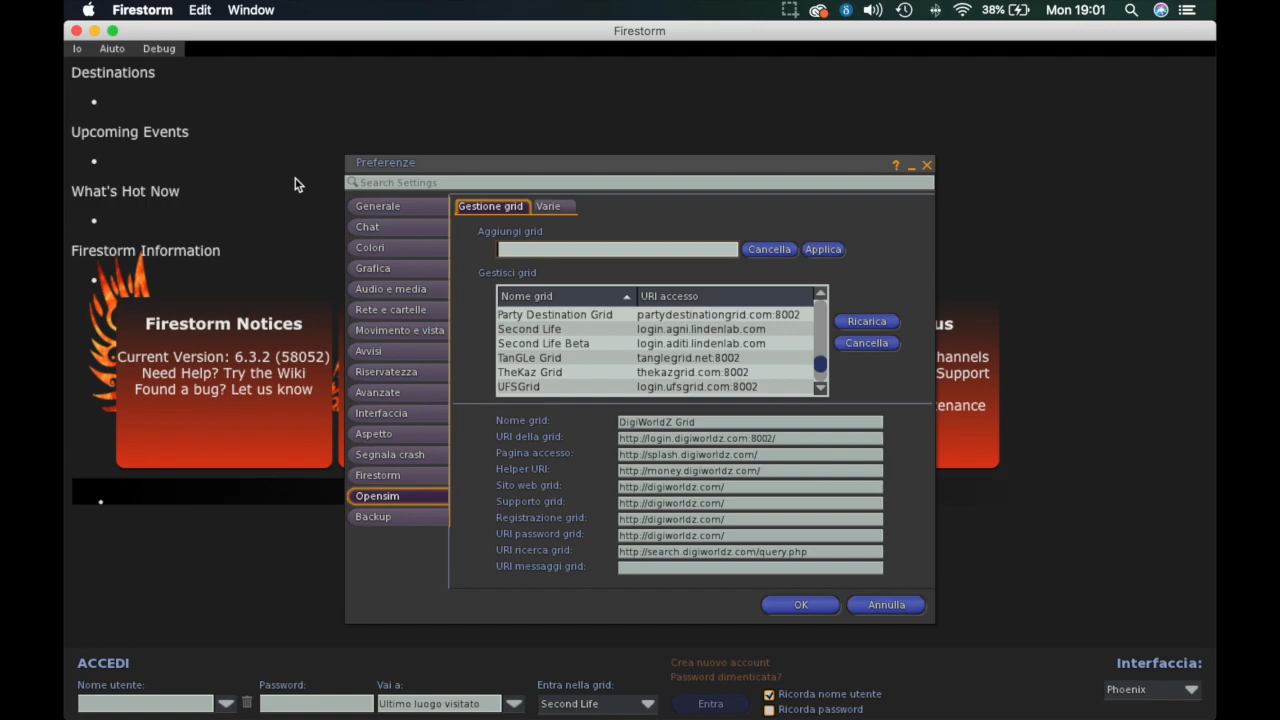 Firestorm Edit Window 38% Mon 19:01
Firestorm
Io Aiuto Debug
Destinations
Upcoming Events
What's Hot Now
Firestorm Information
Firestorm Notices
Current Version: 6.3.2 (58052)
Need Help? Try the Wiki
Found a bug? Let us know
Preferenze
? _ ×
Search Settings
Generale
Chat
Colori
Grafica
Audio e media
Rete e cartelle
Movimento e vista
Avvisi
Riservatezza
Avanzate
Interfaccia
Aspetto
Segnala crash
Firestorm
Opensim
Backup
Gestione grid Varie
Aggiungi grid
Cancella Applica
Gestisci grid
Nome grid URI accesso
Party Destination Grid partydestinationgrid.com:8002
Second Life login.agni.lindenlab.com
Second Life Beta login.aditi.lindenlab.com
TanGLe Grid tanglegrid.net:8002
TheKaz Grid thekazgrid.com:8002
UFSGrid login.ufsgrid.com:8002
Ricarica
Cancella
Nome grid: DigiWorldZ Grid
URI della grid: http://login.digiworldz.com:8002/
Pagina accesso: http://splash.digiworldz.com/
Helper URI: http://money.digiworldz.com/
Sito web grid: http://digiworldz.com/
Supporto grid: http://digiworldz.com/
Registrazione grid: http://digiworldz.com/
URI password grid: http://digiworldz.com/
URI ricerca grid: http://search.digiworldz.com/query.php
URI messaggi grid:
OK Annulla
us
hannels
Support
tenance
ACCEDI
Nome utente: Password: Vai a: Entra nella grid:
Ultimo luogo visitato Second Life
Crea nuovo account
Password dimenticata?
Entra
Ricorda nome utente
Ricorda password
Interfaccia:
Phoenix